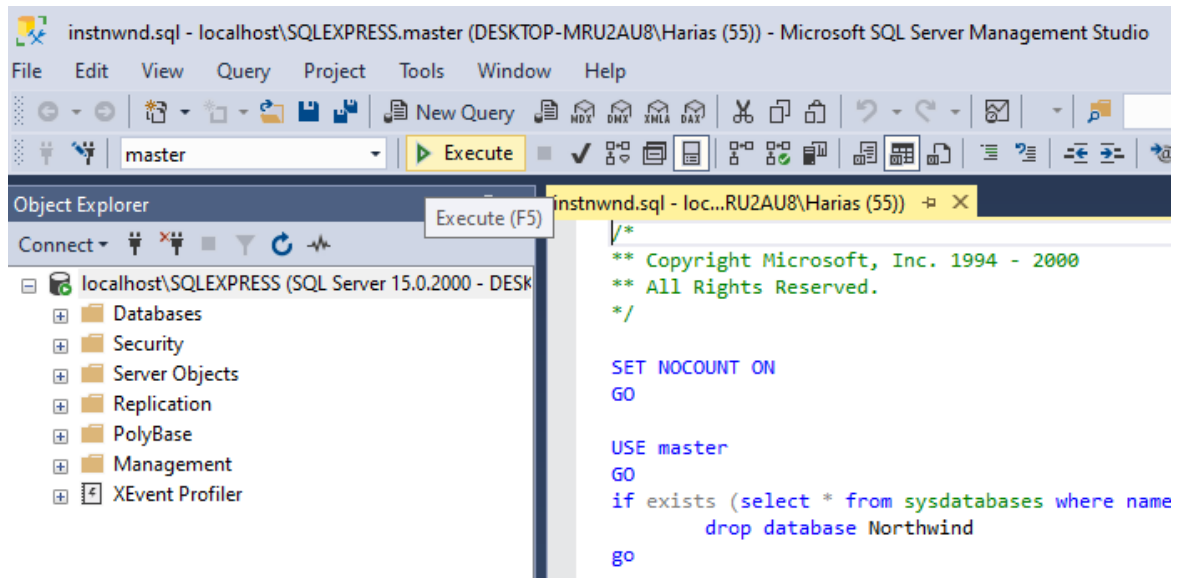 instnwnd.sql - localhost\SQLEXPRESS.master (DESKTOP-MRU2AU8\Harias (55)) - Microsoft SQL Server Management Studio
File Edit View Query Project Tools Window Help
New Query MDX DMX XMLA DAX
master Execute
Object Explorer
Execute (F5)
instnwnd.sql - loc...RU2AU8\Harias (55))
Connect
localhost\SQLEXPRESS (SQL Server 15.0.2000 - DESK
Databases
Security
Server Objects
Replication
PolyBase
Management
XEvent Profiler
/*
** Copyright Microsoft, Inc. 1994 - 2000
** All Rights Reserved.
*/
SET NOCOUNT ON
GO
USE master
GO
if exists (select * from sysdatabases where name
drop database Northwind
go